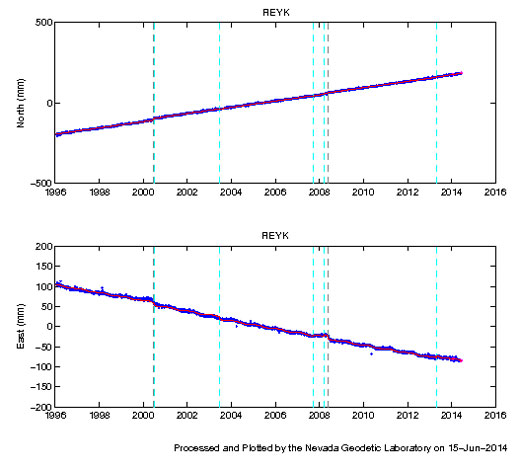 REYK
500
0
−500
North (mm)
1996 1998 2000 2002 2004 2006 2008 2010 2012 2014 2016
REYK
200
150
100
50
0
−50
−100
−150
−200
East (mm)
1996 1998 2000 2002 2004 2006 2008 2010 2012 2014 2016
Processed and Plotted by the Nevada Geodetic Laboratory on 15−Jun−2014